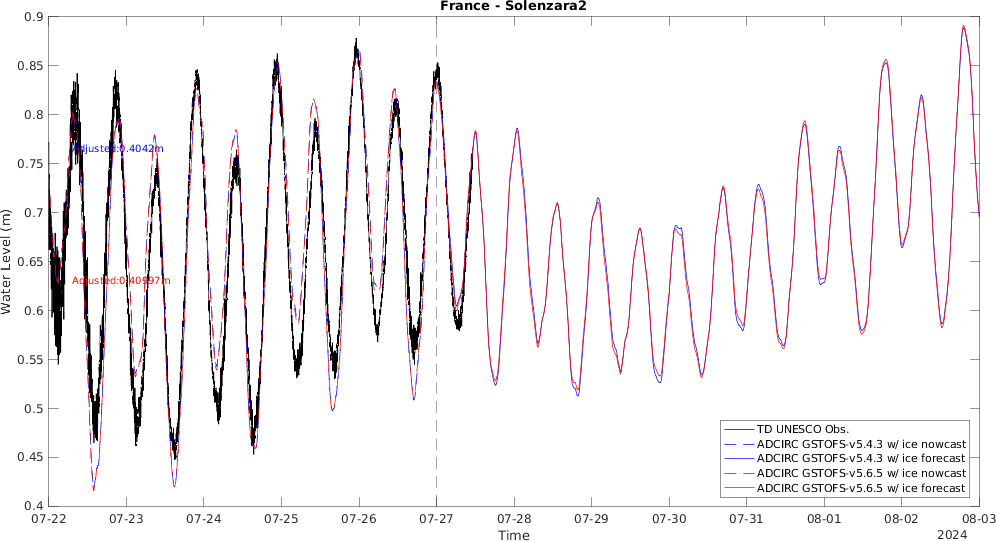 France - Solenzara2
0.9
0.85
0.8
0.75
0.7
0.65
0.6
0.55
0.5
0.45
0.4
Water Level (m)
Adjusted:0.4042m
Adjusted:0.40997m
TD UNESCO Obs.
ADCIRC GSTOFS-v5.4.3 w/ ice nowcast
ADCIRC GSTOFS-v5.4.3 w/ ice forecast
ADCIRC GSTOFS-v5.6.5 w/ ice nowcast
ADCIRC GSTOFS-v5.6.5 w/ ice forecast
07-22 07-23 07-24 07-25 07-26 07-27 07-28 07-29 07-30 07-31 08-01 08-02 08-03
Time
2024